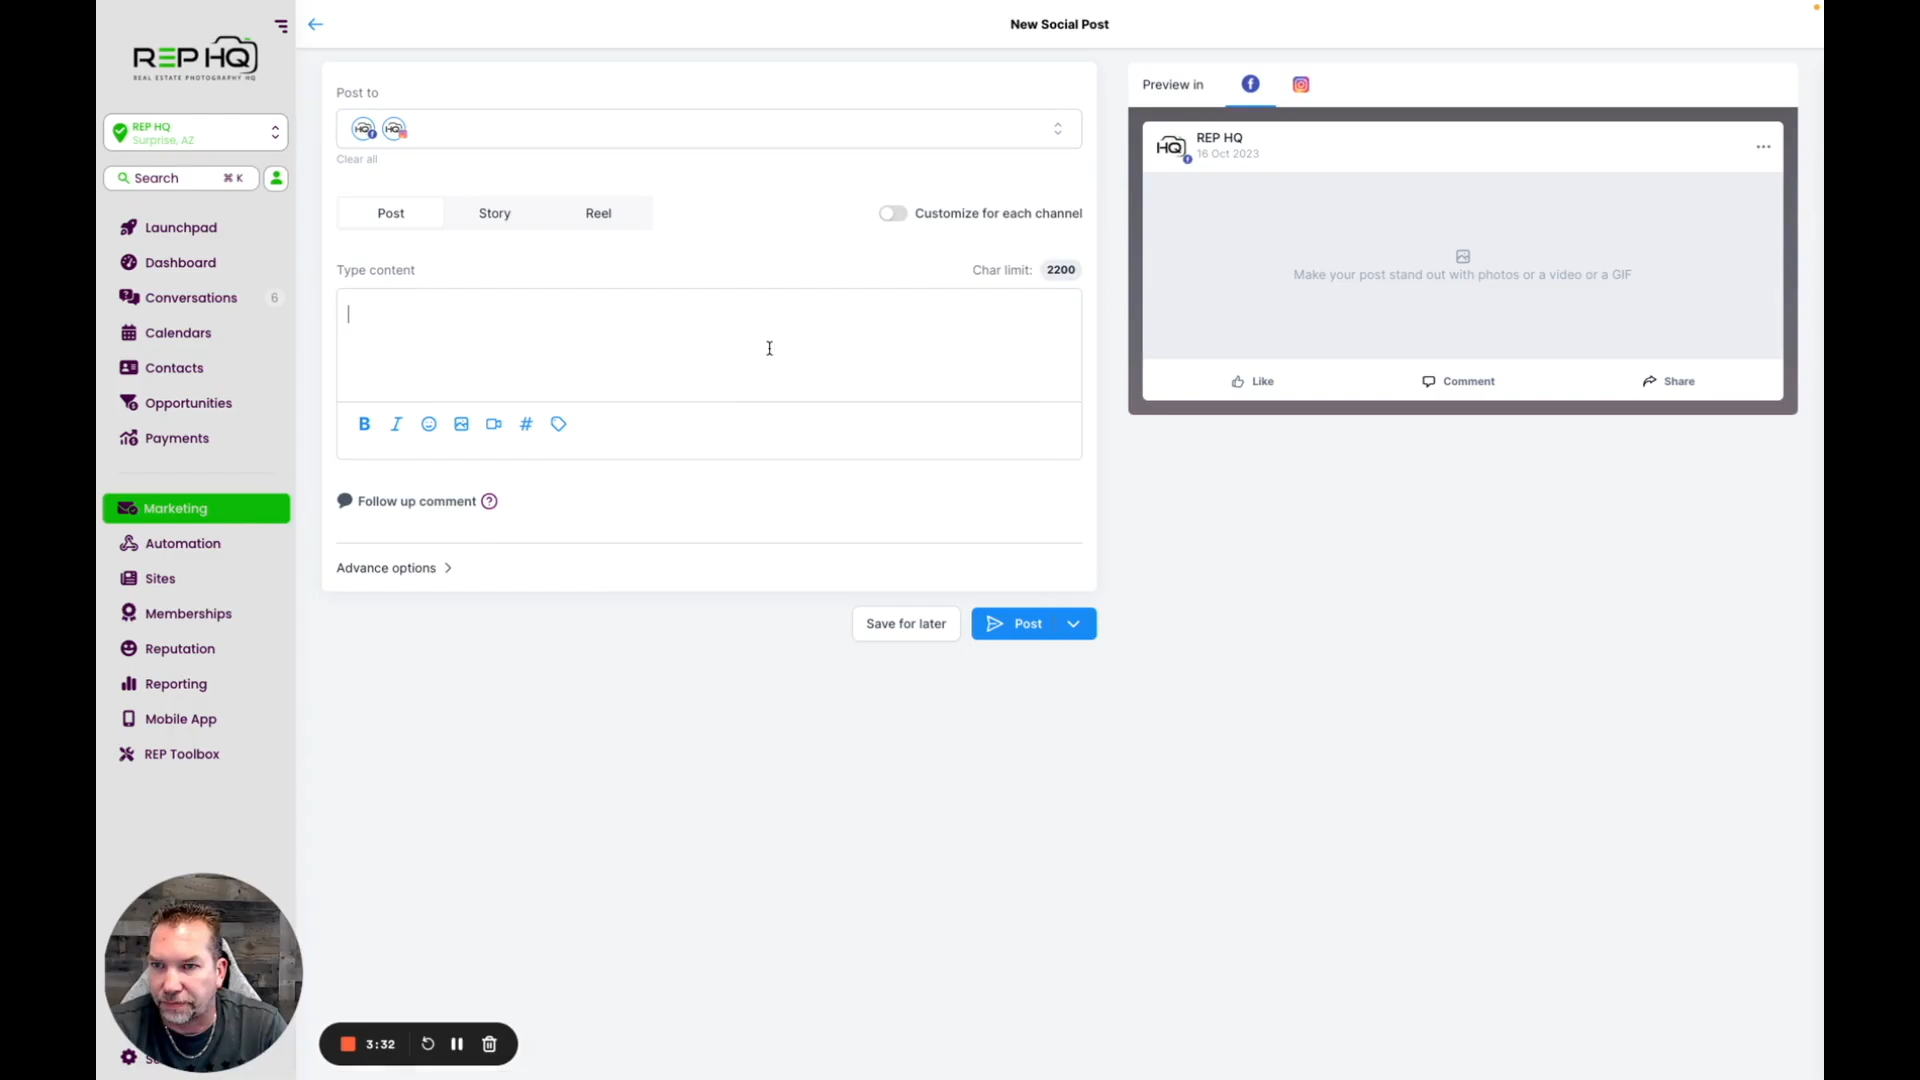 New Social Post
REP HQ
REAL ESTATE PHOTOGRAPHY HQ
REP HQ
Surprise, AZ
Search
⌘ K
Launchpad
Dashboard
Conversations
6
Calendars
Contacts
Opportunities
Payments
Marketing
Automation
Sites
Memberships
Reputation
Reporting
Mobile App
REP Toolbox
Post to
HQ HQ
Clear all
Post
Story
Reel
Customize for each channel
Type content
Char limit: 2200
B I
#
Follow up comment ?
Advance options
Save for later
Post
Preview in
HQ
REP HQ
16 Oct 2023
Make your post stand out with photos or a video or a GIF
Like
Comment
Share
3:32